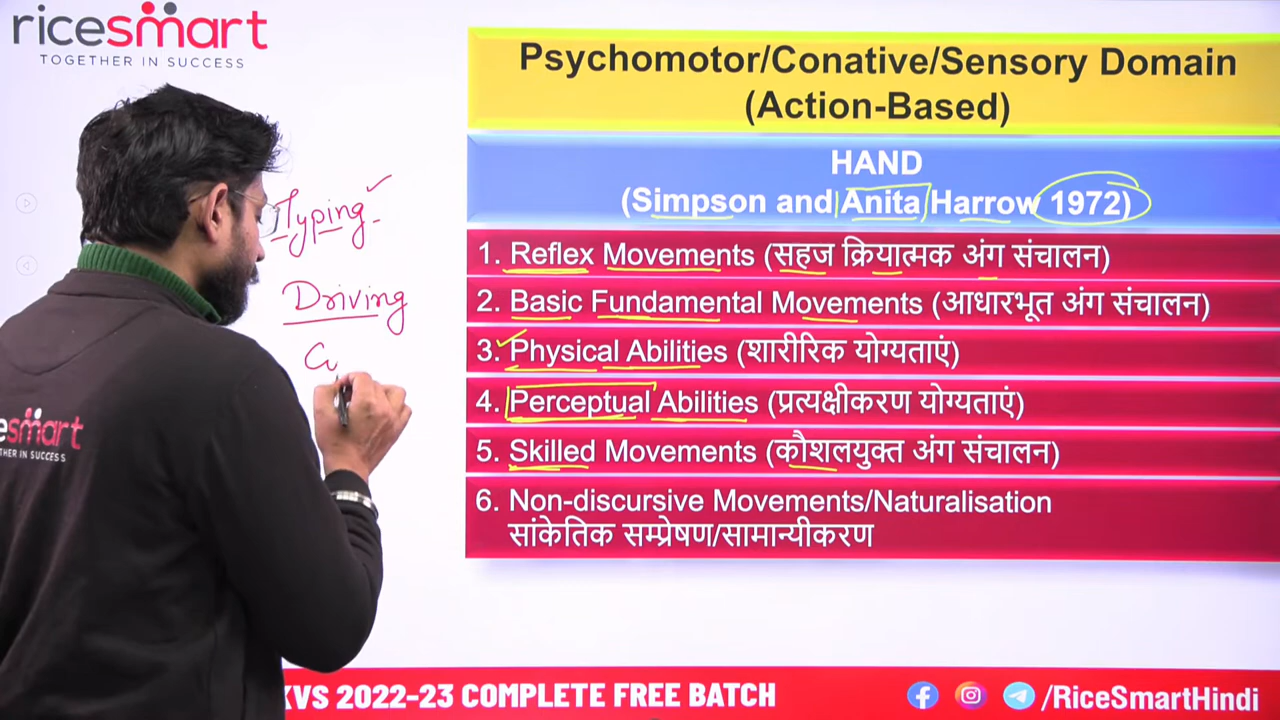 ricesmart
TOGETHER IN SUCCESS
Psychomotor/Conative/Sensory Domain
(Action-Based)
HAND
(Simpson and Anita Harrow 1972)
Typing
Driving
1. Reflex Movements (सहज क्रियात्मक अंग संचालन)
2. Basic Fundamental Movements (आधारभूत अंग संचालन)
3. Physical Abilities (शारीरिक योग्यताएं)
4. Perceptual Abilities (प्रत्यक्षीकरण योग्यताएं)
5. Skilled Movements (कौशलयुक्त अंग संचालन)
6. Non-discursive Movements/Naturalisation
सांकेतिक सम्प्रेषण/सामान्यीकरण
esmart
THER IN SUCCESS
KVS 2022-23 COMPLETE FREE BATCH
/RiceSmartHindi